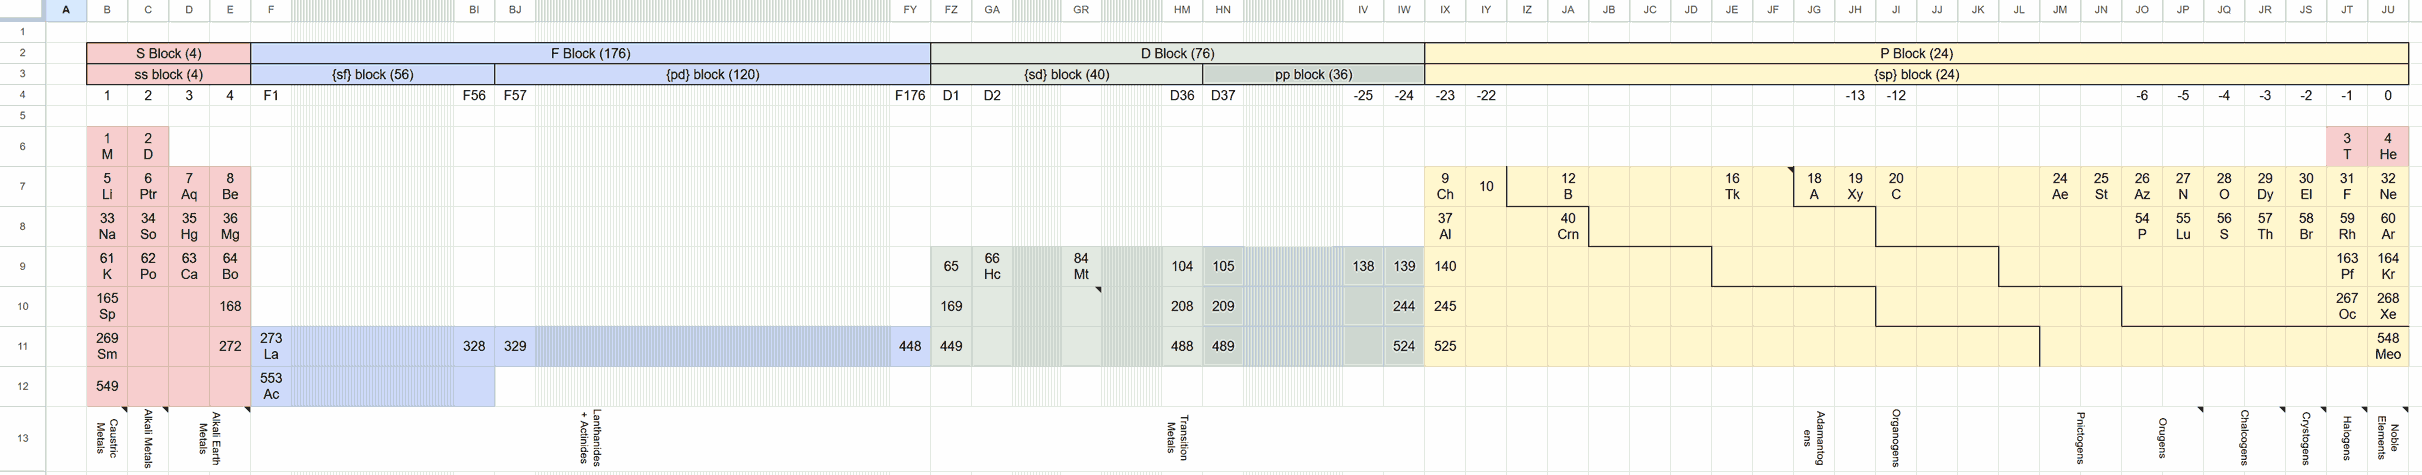 A B C D E F BI BJ FY FZ GA GR HM HN IV IW IX IY IZ JA JB JC JD JE JF JG JH JI JJ JK JL JM JN JO JP JQ JR JS JT JU
1
2 S Block (4) F Block (176) D Block (76) P Block (24)
3 ss block (4) {sf} block (56) {pd} block (120) {sd} block (40) pp block (36) {sp} block (24)
4 1 2 3 4 F1 F56 F57 F176 D1 D2 D36 D37 -25 -24 -23 -22 -13 -12 -6 -5 -4 -3 -2 -1 0
5
6 1 2 3 4
M D T He
7 5 6 7 8 9 10 12 16 18 19 20 24 25 26 27 28 29 30 31 32
Li Ptr Aq Be Ch B Tk A Xy C Ae St Az N O Dy El F Ne
8 33 34 35 36 37 40 54 55 56 57 58 59 60
Na So Hg Mg Al Crn P Lu S Th Br Rh Ar
9 61 62 63 64 65 66 84 104 105 138 139 140 163 164
K Po Ca Bo Hc Mt Pf Kr
10 165 168 169 208 209 244 245 267 268
Sp Oc Xe
11 269 272 273 328 329 448 449 488 489 524 525 548
Sm La Meo
12 549 553
Ac
13
Caustric Metals
Alkali Metals
Alkali Earth Metals
Lanthanides + Actinides
Transition Metals
Adamantogens
Organogens
Pnictogens
Orugens
Chalcogens
Crystogens
Halogens
Noble Elements